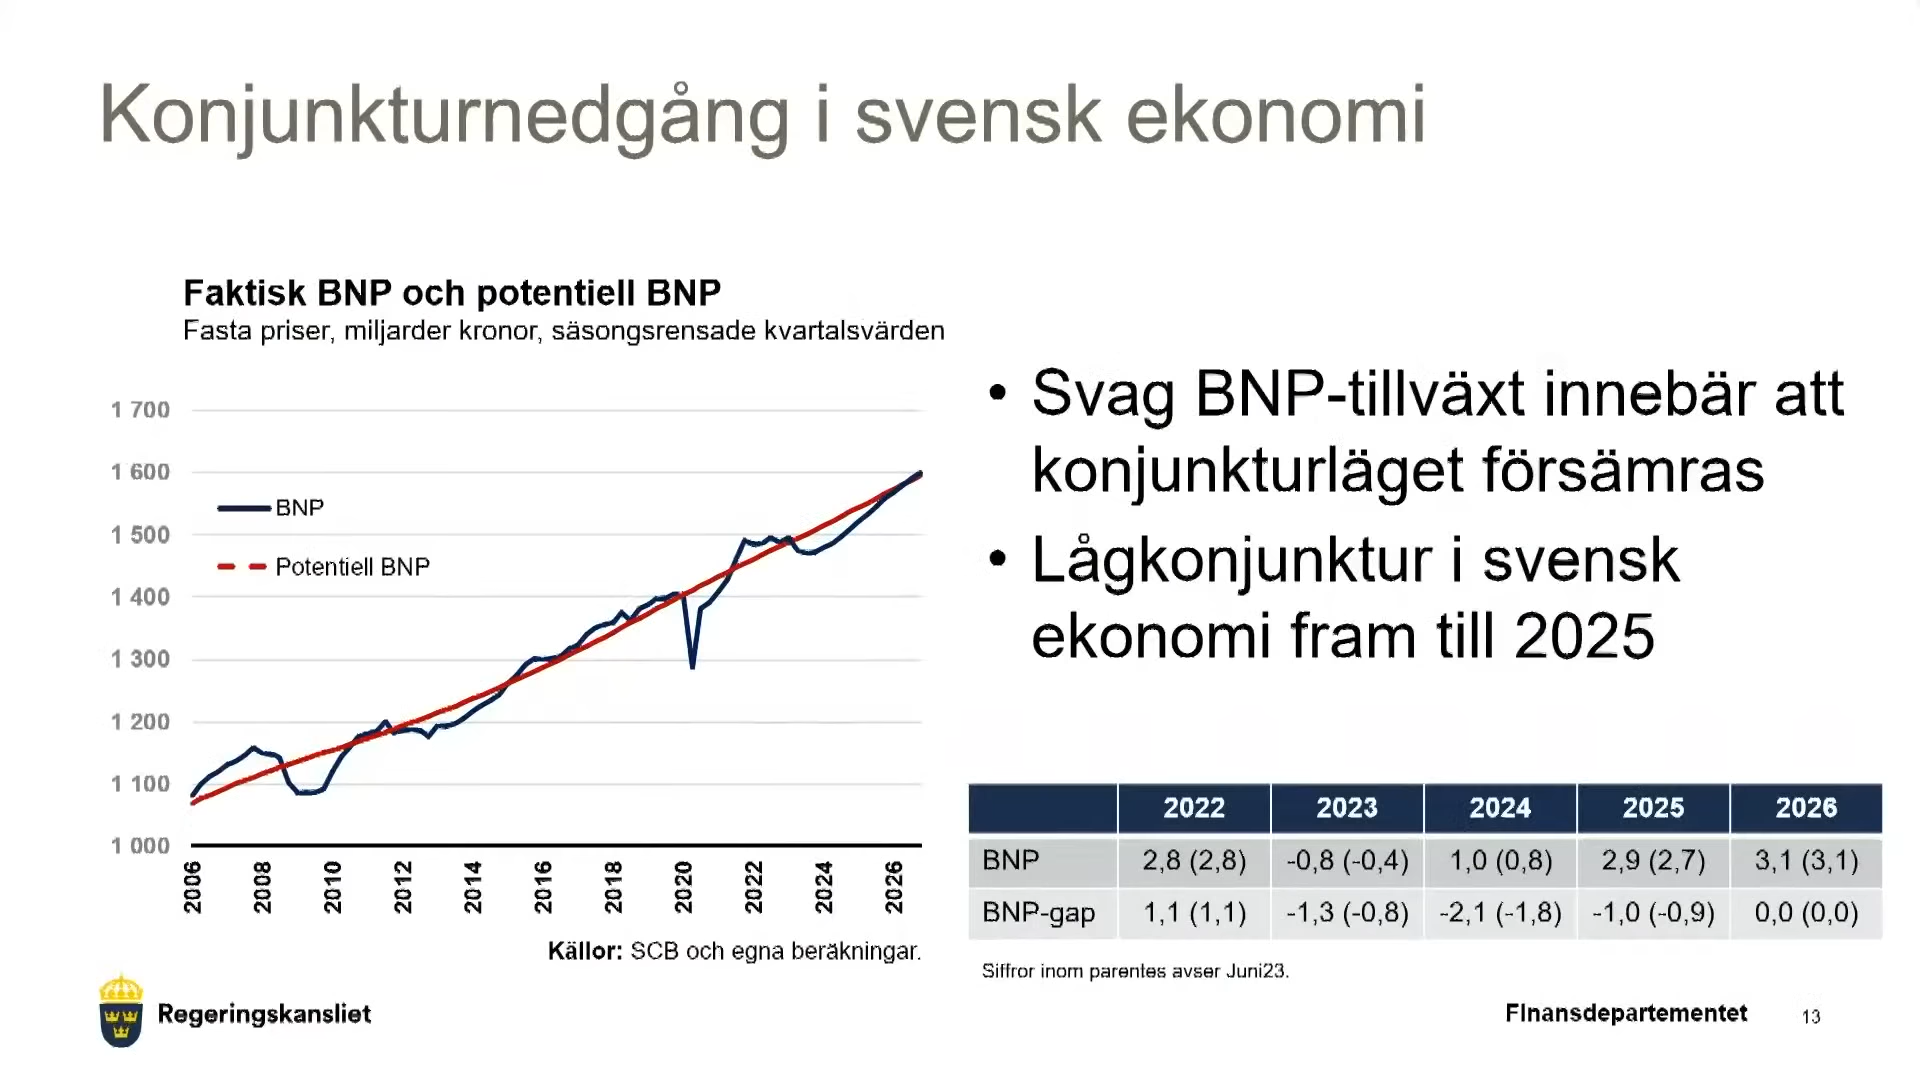 Konjunkturnedgång i svensk ekonomi
Faktisk BNP och potentiell BNP
Fasta priser, miljarder kronor, säsongsrensade kvartalsvärden
1 700
1 600
1 500
1 400
1 300
1 200
1 100
1 000
BNP
Potentiell BNP
2006 2008 2010 2012 2014 2016 2018 2020 2022 2024 2026
Källor: SCB och egna beräkningar.
• Svag BNP-tillväxt innebär att
konjunkturläget försämras
• Lågkonjunktur i svensk
ekonomi fram till 2025
2022 2023 2024 2025 2026
BNP 2,8 (2,8) -0,8 (-0,4) 1,0 (0,8) 2,9 (2,7) 3,1 (3,1)
BNP-gap 1,1 (1,1) -1,3 (-0,8) -2,1 (-1,8) -1,0 (-0,9) 0,0 (0,0)
Siffror inom parentes avser Juni23.
Regeringskansliet
Finansdepartementet 13